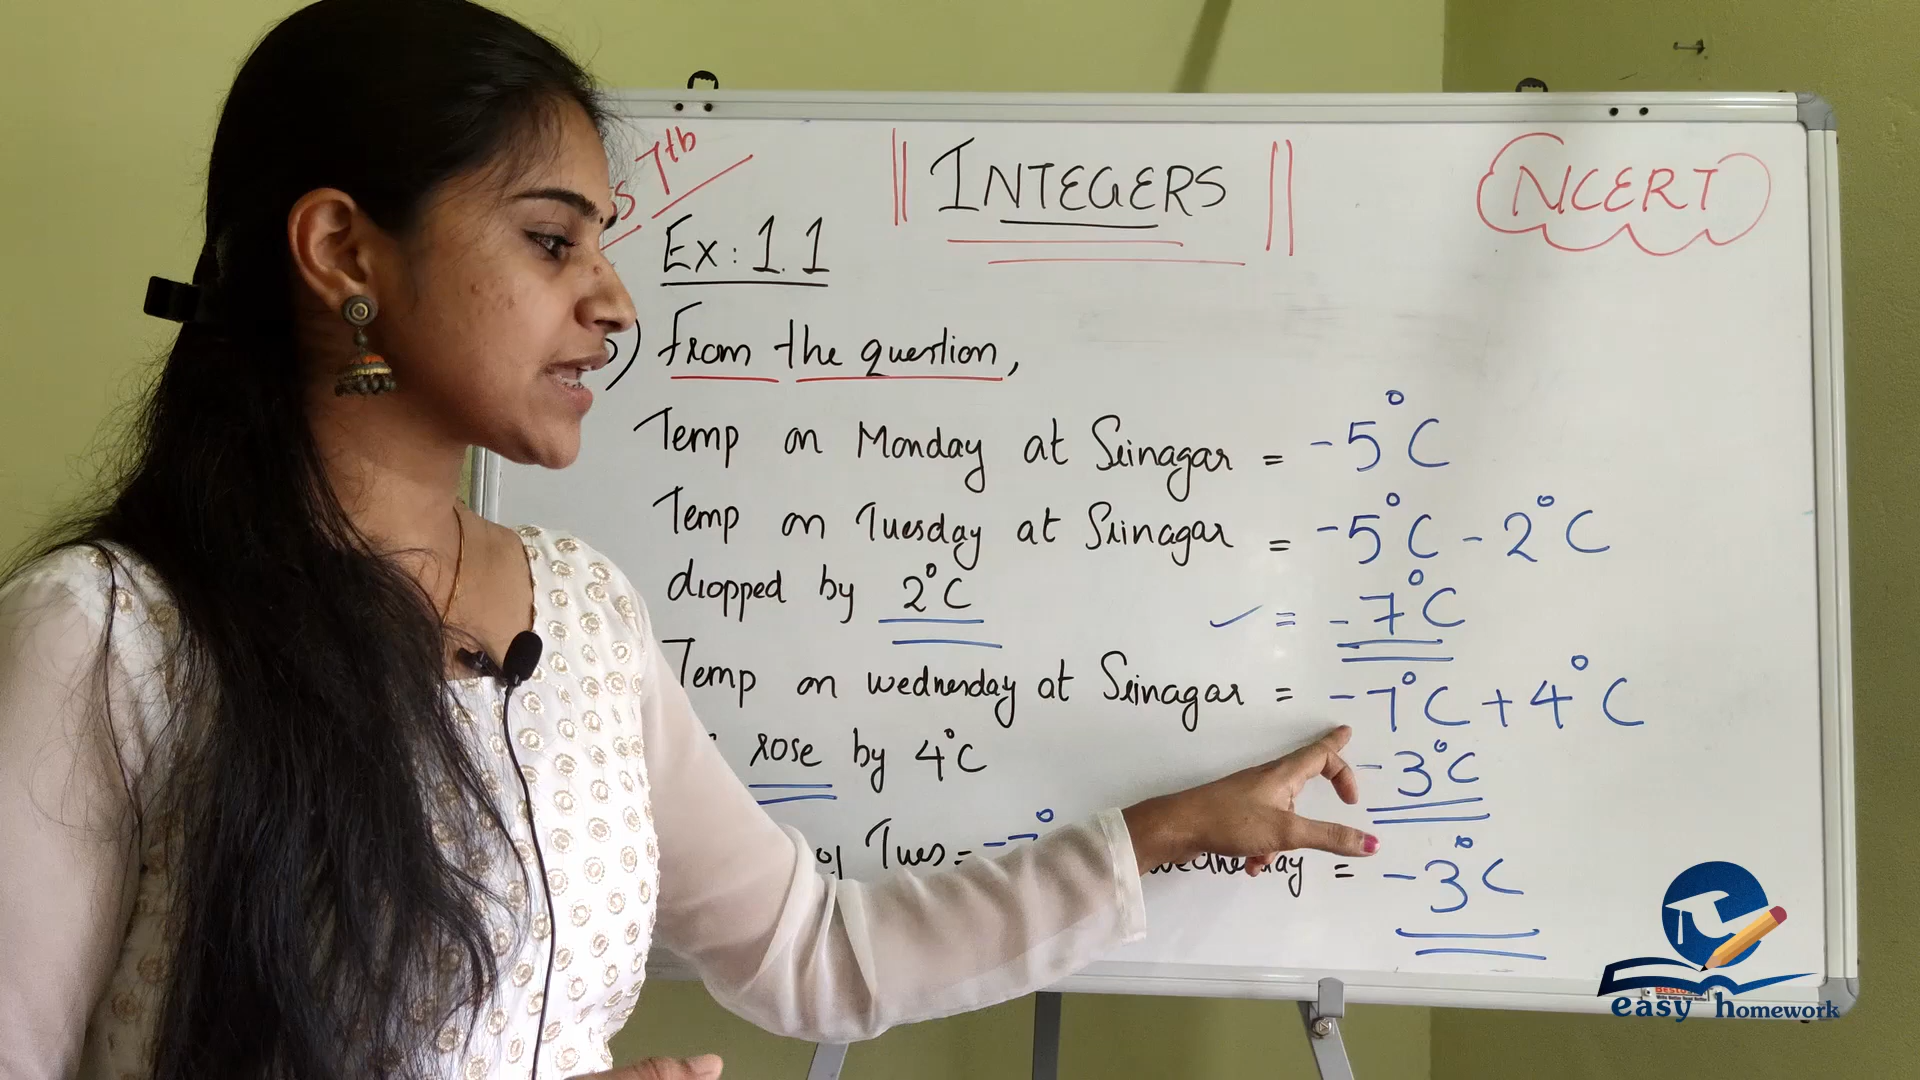 7th
INTEGERS
NCERT
Ex: 1.1
) From the question,
Temp on Monday at Srinagar = -5°C
Temp on Tuesday at Srinagar = -5°C - 2°C
dropped by 2°C
= -7°C
Temp on wednesday at Srinagar = -7°C + 4°C
rose by 4°C
-3°C
Tues = -7°
wednesday = -3°C
easy homework